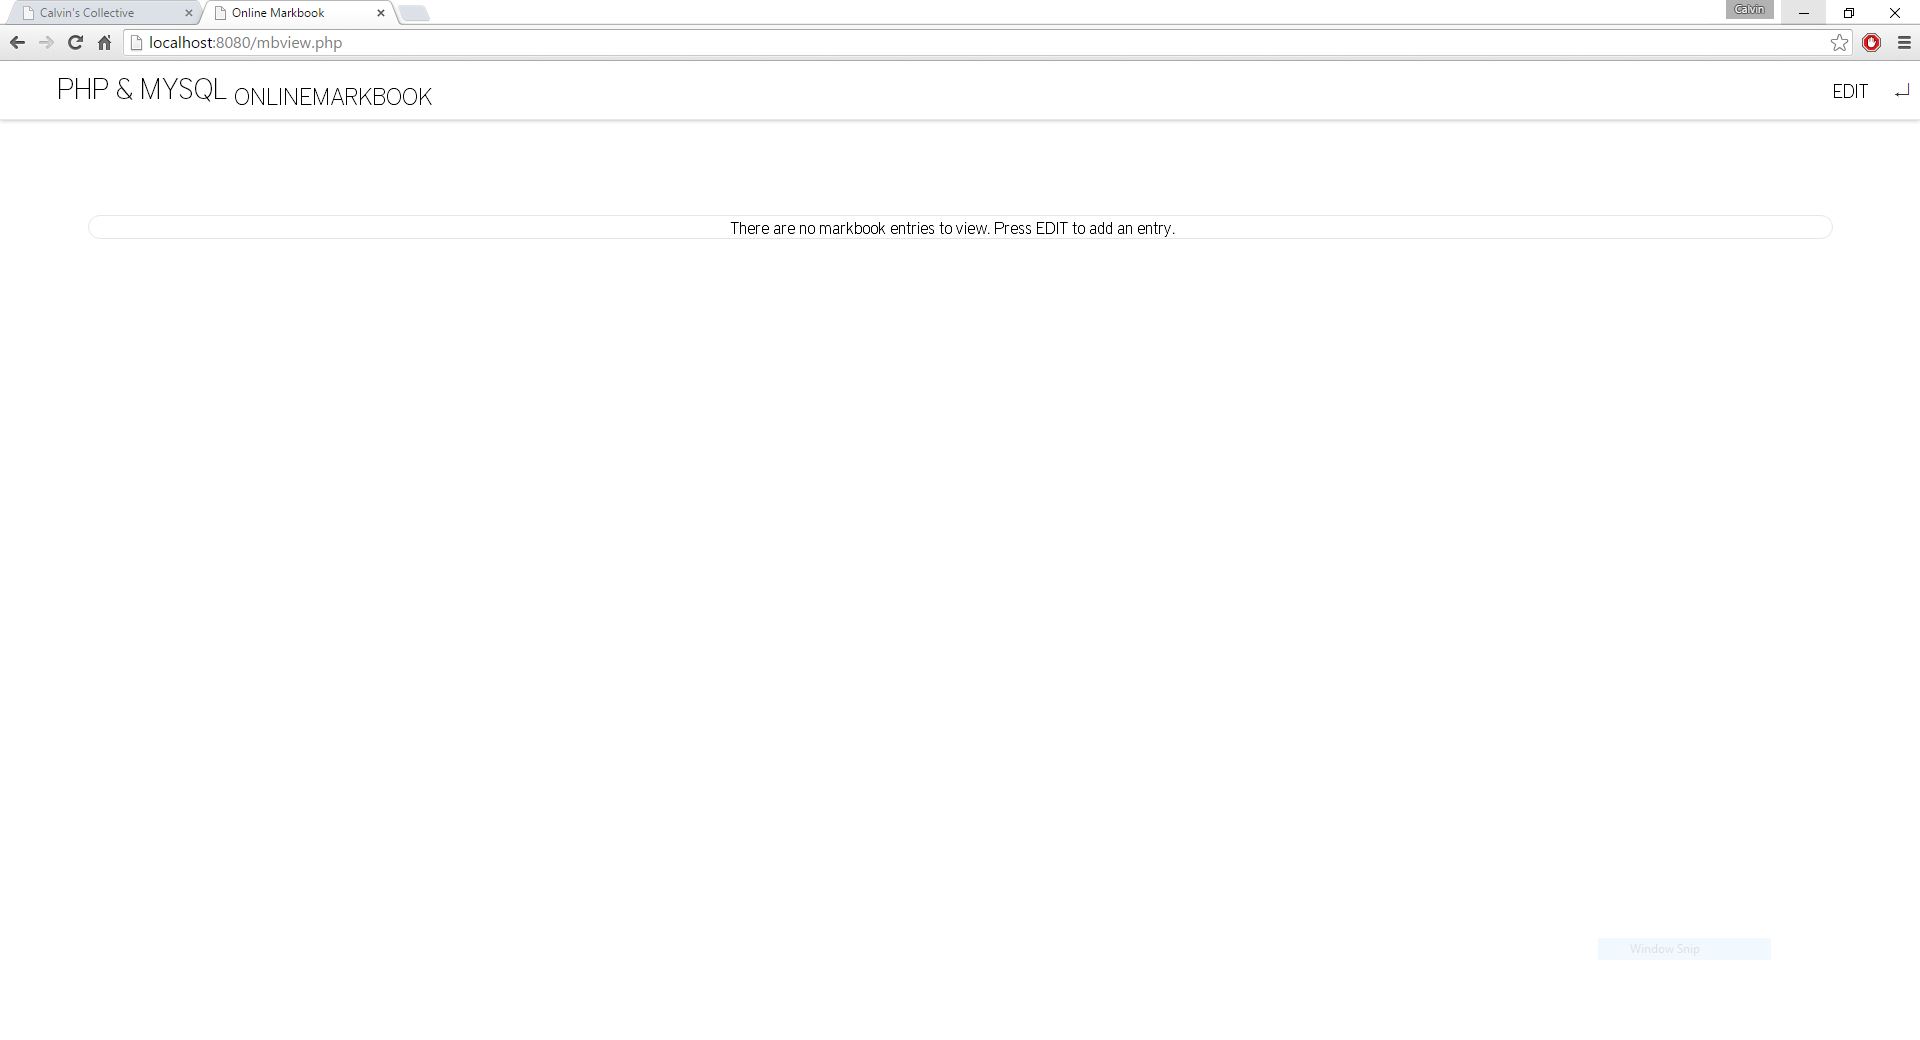 Calvin's Collective
Online Markbook
Calvin
localhost:8080/mbview.php
PHP & MYSQL ONLINEMARKBOOK
EDIT
There are no markbook entries to view. Press EDIT to add an entry.
Window Snip